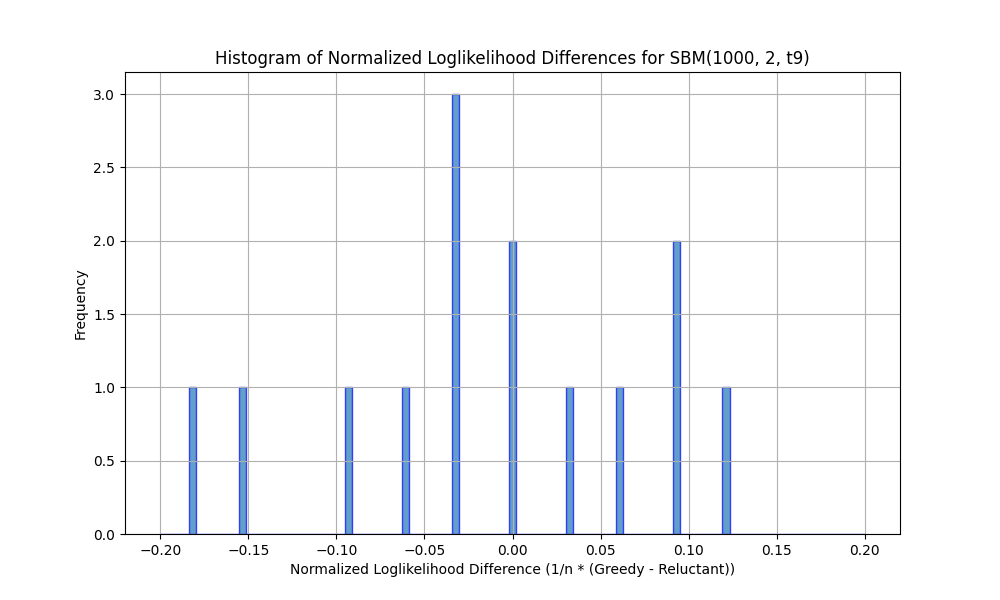 Histogram of Normalized Loglikelihood Differences for SBM(1000, 2, t9)
3.0
2.5
2.0
1.5
1.0
0.5
0.0
Frequency
−0.20 −0.15 −0.10 −0.05 0.00 0.05 0.10 0.15 0.20
Normalized Loglikelihood Difference (1/n * (Greedy - Reluctant))